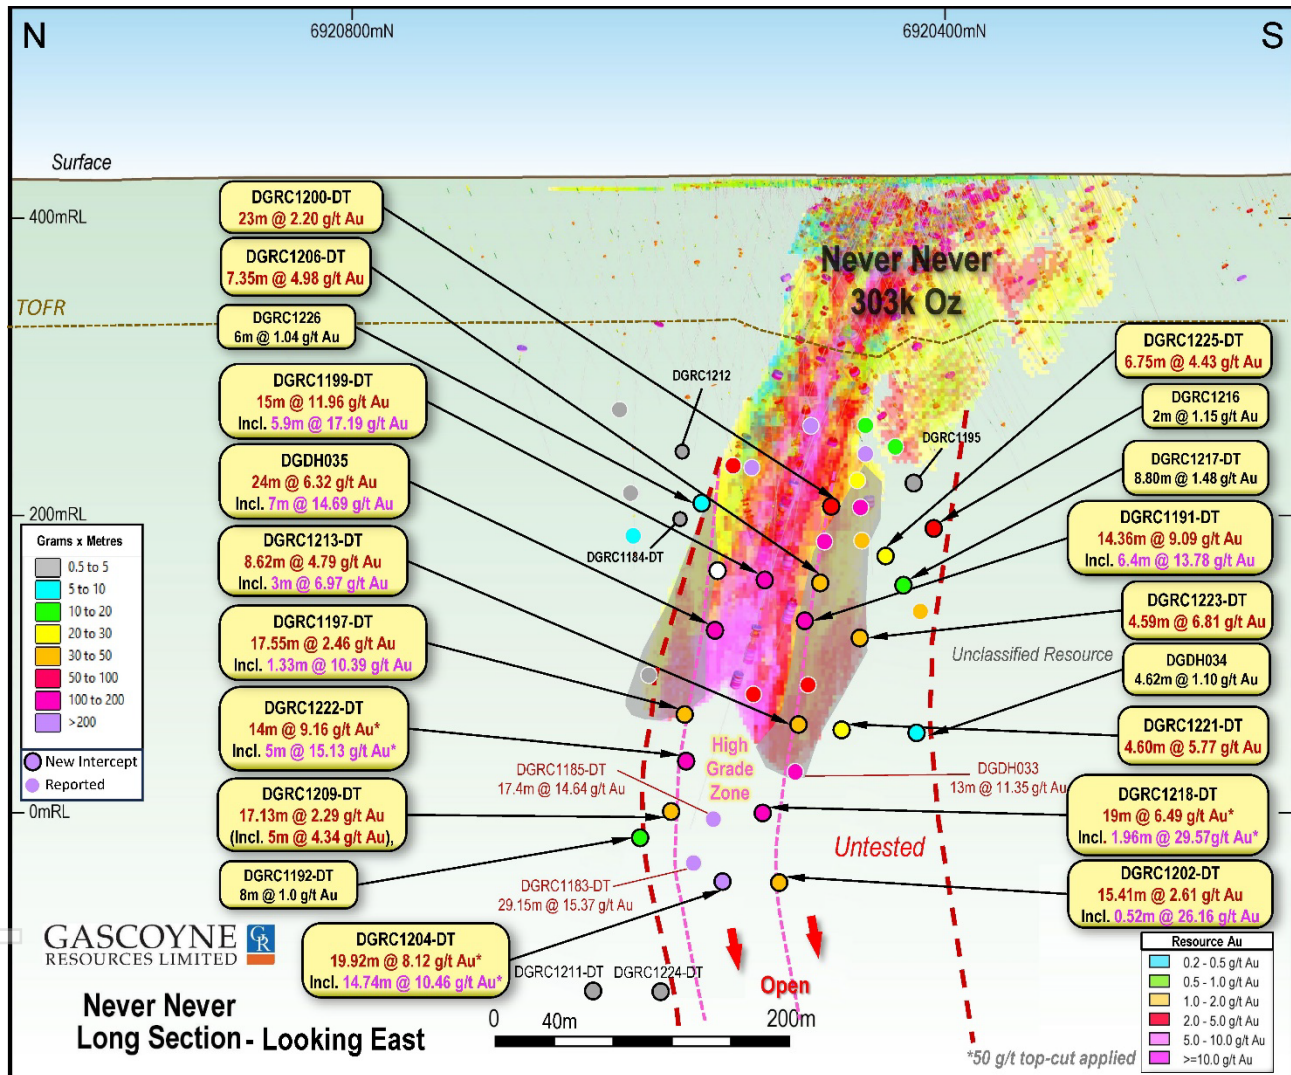 N
6920800mN
6920400mN
S
Surface
400mRL
TOFR
200mRL
0mRL
Never Never
303k Oz
DGRC1200-DT
23m @ 2.20 g/t Au
DGRC1206-DT
7.35m @ 4.98 g/t Au
DGRC1226
6m @ 1.04 g/t Au
DGRC1199-DT
15m @ 11.96 g/t Au
Incl. 5.9m @ 17.19 g/t Au
DGDH035
24m @ 6.32 g/t Au
Incl. 7m @ 14.69 g/t Au
DGRC1213-DT
8.62m @ 4.79 g/t Au
Incl. 3m @ 6.97 g/t Au
DGRC1197-DT
17.55m @ 2.46 g/t Au
Incl. 1.33m @ 10.39 g/t Au
DGRC1222-DT
14m @ 9.16 g/t Au*
Incl. 5m @ 15.13 g/t Au*
DGRC1209-DT
17.13m @ 2.29 g/t Au
(Incl. 5m @ 4.34 g/t Au),
DGRC1192-DT
8m @ 1.0 g/t Au
DGRC1204-DT
19.92m @ 8.12 g/t Au*
Incl. 14.74m @ 10.46 g/t Au*
DGRC1212
DGRC1184-DT
DGRC1195
DGRC1225-DT
6.75m @ 4.43 g/t Au
DGRC1216
2m @ 1.15 g/t Au
DGRC1217-DT
8.80m @ 1.48 g/t Au
DGRC1191-DT
14.36m @ 9.09 g/t Au
Incl. 6.4m @ 13.78 g/t Au
DGRC1223-DT
4.59m @ 6.81 g/t Au
Unclassified Resource
DGDH034
4.62m @ 1.10 g/t Au
DGRC1221-DT
4.60m @ 5.77 g/t Au
DGRC1218-DT
19m @ 6.49 g/t Au*
Incl. 1.96m @ 29.57g/t Au*
DGRC1202-DT
15.41m @ 2.61 g/t Au
Incl. 0.52m @ 26.16 g/t Au
High
Grade
Zone
DGRC1185-DT
17.4m @ 14.64 g/t Au
DGDH033
13m @ 11.35 g/t Au
DGRC1183-DT
29.15m @ 15.37 g/t Au
Untested
DGRC1211-DT
DGRC1224-DT
Open
Grams x Metres
0.5 to 5
5 to 10
10 to 20
20 to 30
30 to 50
50 to 100
100 to 200
>200
New Intercept
Reported
GASCOYNE
RESOURCES LIMITED
GR
Never Never
Long Section - Looking East
0
40m
200m
Resource Au
0.2 - 0.5 g/t Au
0.5 - 1.0 g/t Au
1.0 - 2.0 g/t Au
2.0 - 5.0 g/t Au
5.0 - 10.0 g/t Au
>=10.0 g/t Au
*50 g/t top-cut applied